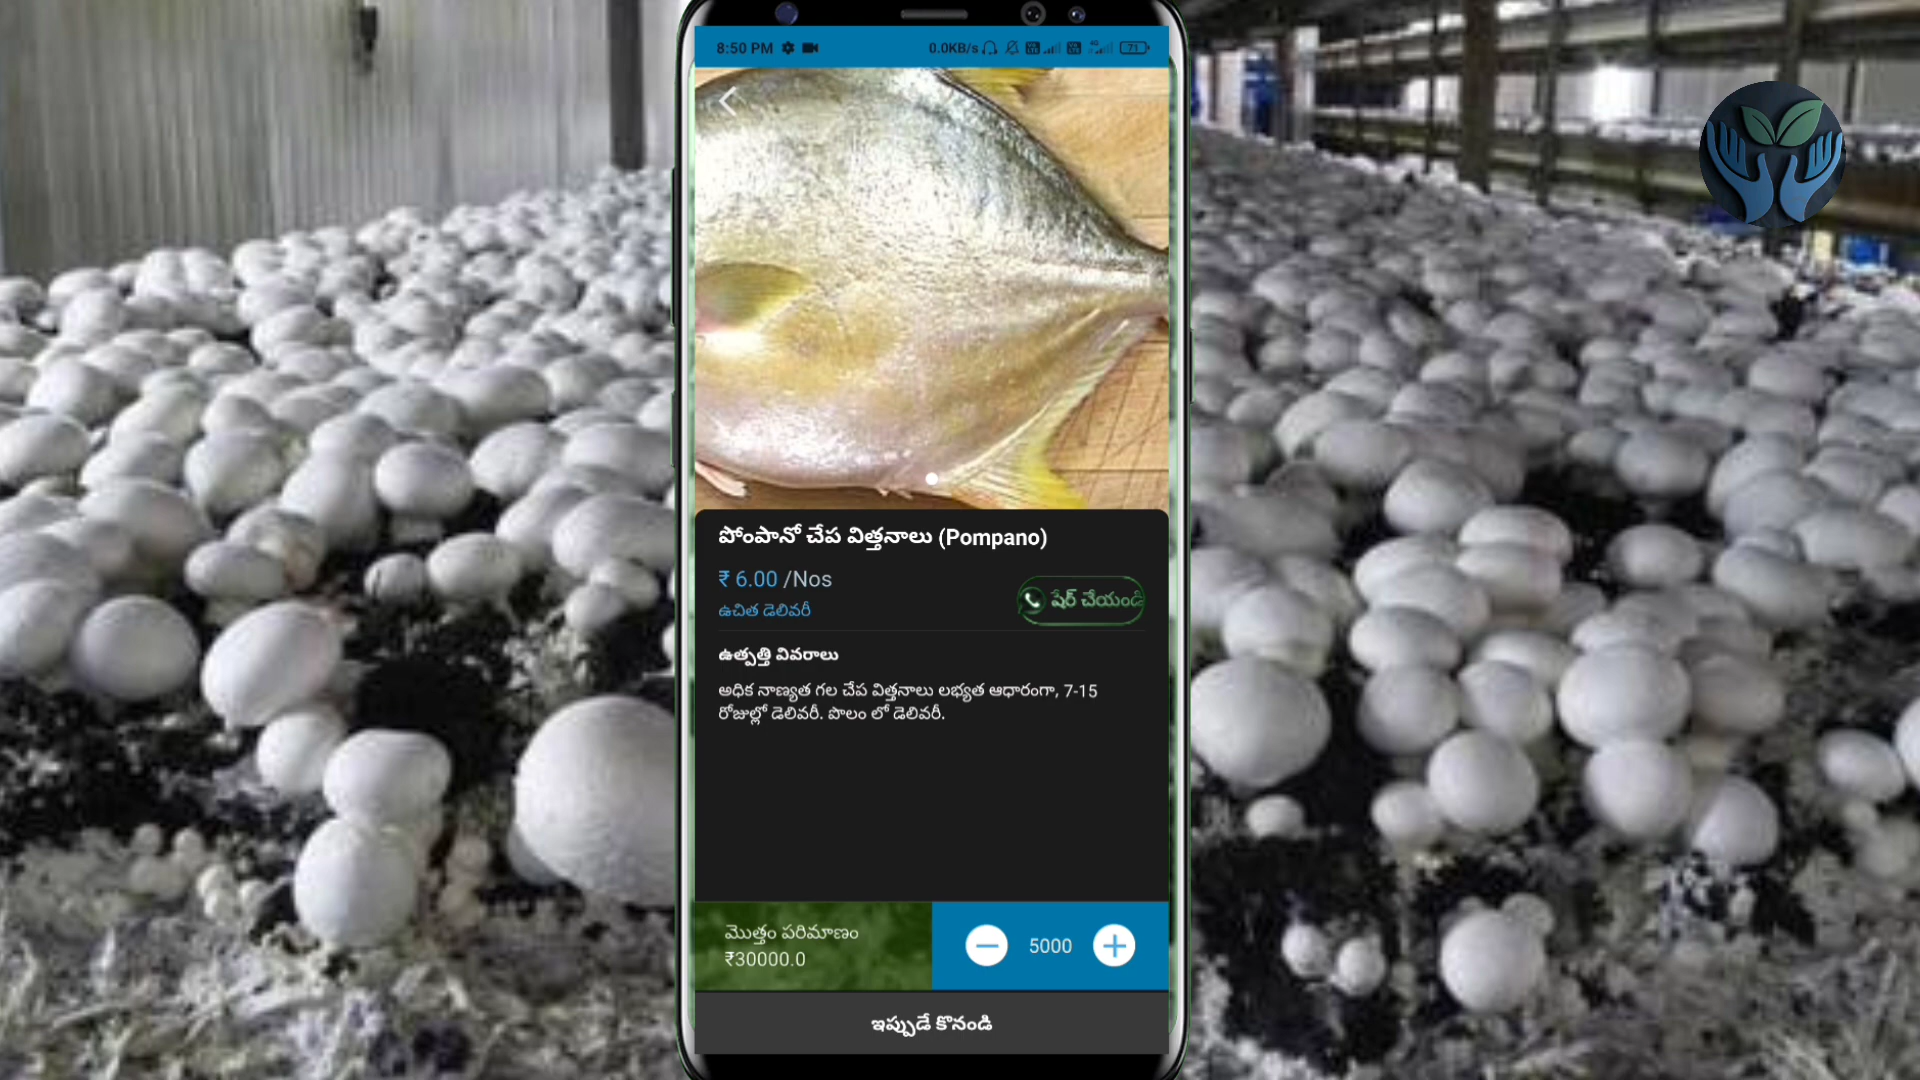 8:50 PM
0.0KB/s
71
పోంపానో చేప విత్తనాలు (Pompano)
₹ 6.00 /Nos
ఉచిత డెలివరీ
షేర్ చేయండి
ఉత్పత్తి వివరాలు
అధిక నాణ్యత గల చేప విత్తనాలు లభ్యత ఆధారంగా, 7-15
రోజుల్లో డెలివరీ. పొలం లో డెలివరీ.
మొత్తం పరిమాణం
₹30000.0
5000
ఇప్పుడే కొనండి